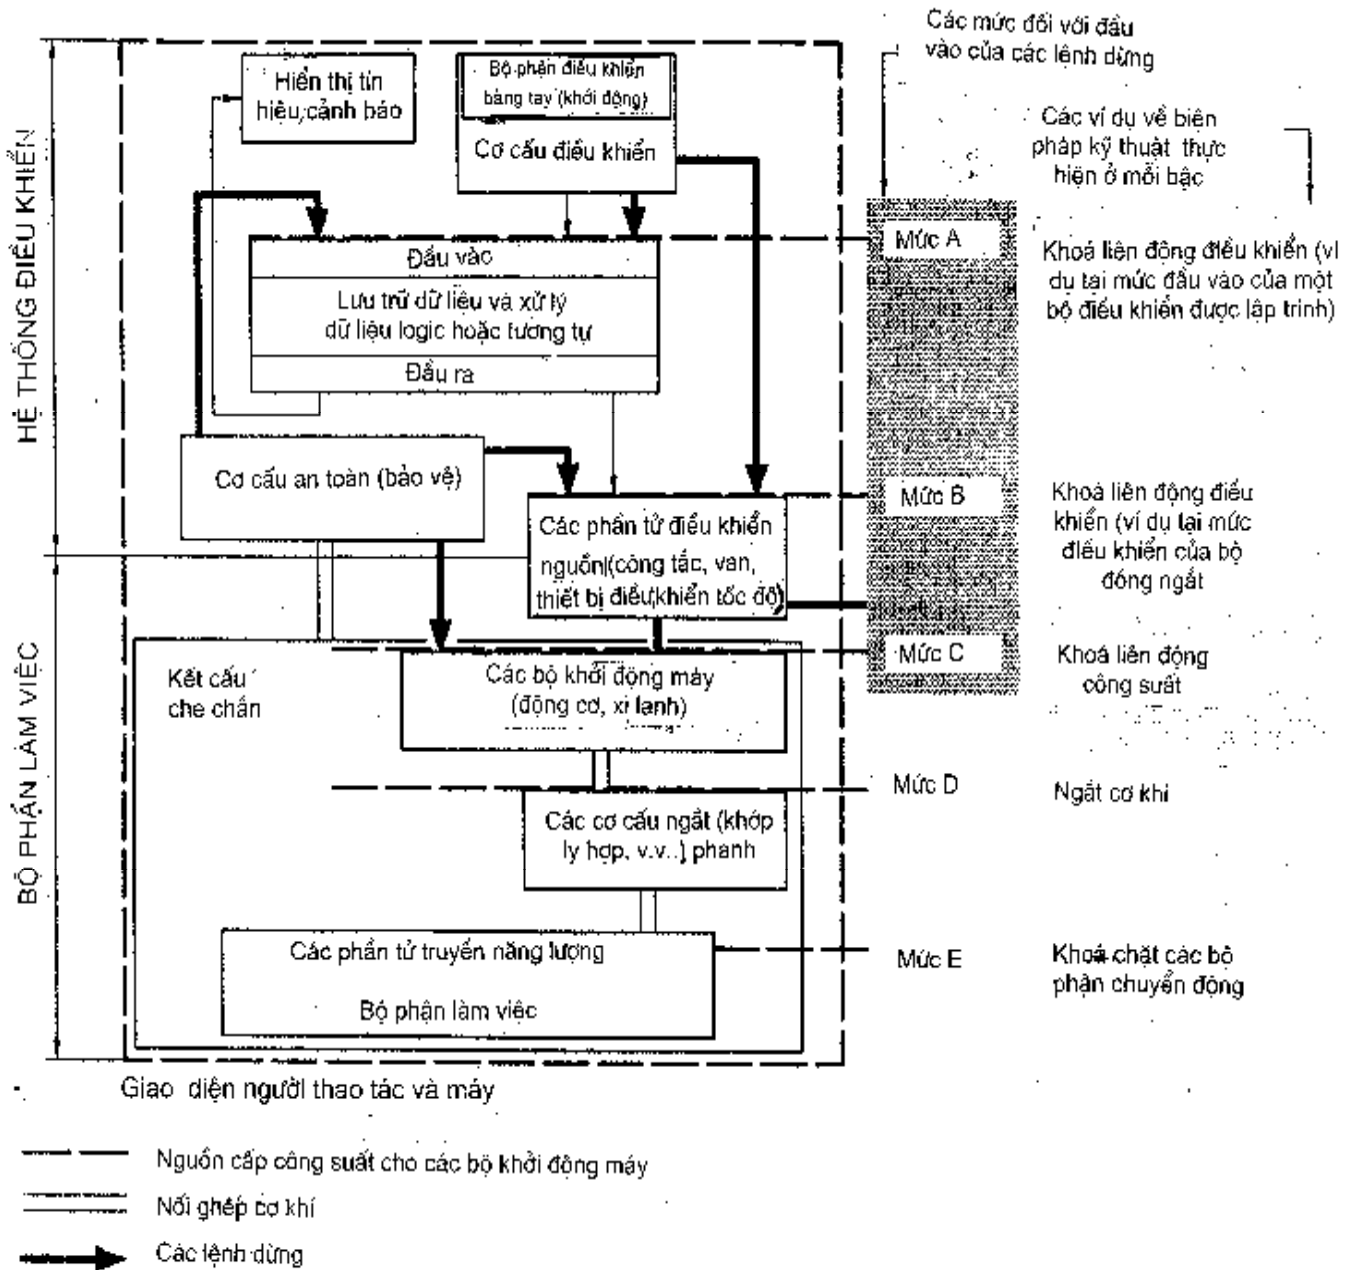 Các mức đối với đầu
vào của các lệnh dừng
Hiển thị tín
hiệu, cảnh báo
Bộ phận điều khiển
bằng tay (khởi động)
Cơ cấu điều khiển
Các ví dụ về biện
pháp kỹ thuật thực
hiện ở mỗi bậc
HỆ THỐNG ĐIỀU KHIỂN
Đầu vào
Lưu trữ dữ liệu và xử lý
dữ liệu logic hoặc tương tự
Đầu ra
Mức A
Khoá liên động điều khiển (ví
dụ tại mức đầu vào của một
bộ điều khiển được lập trình)
Cơ cấu an toàn (bảo vệ)
Các phần tử điều khiển
nguồn (công tắc, van,
thiết bị điều khiển tốc độ)
Mức B
Khoá liên động điều
khiển (ví dụ tại mức
điều khiển của bộ
đóng ngắt
BỘ PHẬN LÀM VIỆC
Kết cấu
che chắn
Các bộ khởi động máy
(động cơ, xi lanh)
Mức C
Khoá liên động
công suất
Các cơ cấu ngắt (khớp
ly hợp, v.v..) phanh
Mức D
Ngắt cơ khí
Các phần tử truyền năng lượng
Bộ phận làm việc
Mức E
Khoá chặt các bộ
phận chuyển động
Giao diện người thao tác và máy
Nguồn cấp công suất cho các bộ khởi động máy
Nối ghép cơ khí
Các lệnh dừng